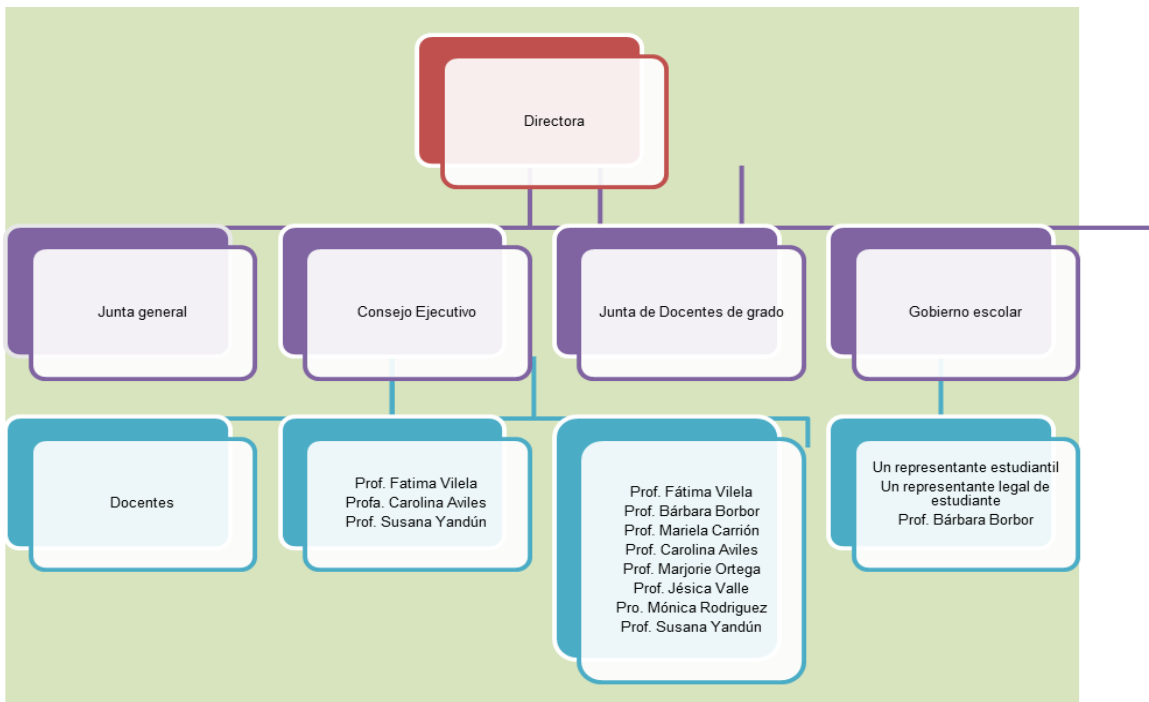 Directora
Junta general
Consejo Ejecutivo
Junta de Docentes de grado
Gobierno escolar
Docentes
Prof. Fatima Vilela
Profa. Carolina Aviles
Prof. Susana Yandún
Prof. Fátima Vilela
Prof. Bárbara Borbor
Prof. Mariela Carrión
Prof. Carolina Aviles
Prof. Marjorie Ortega
Prof. Jésica Valle
Pro. Mónica Rodriguez
Prof. Susana Yandún
Un representante estudiantil
Un representante legal de
estudiante
Prof. Bárbara Borbor